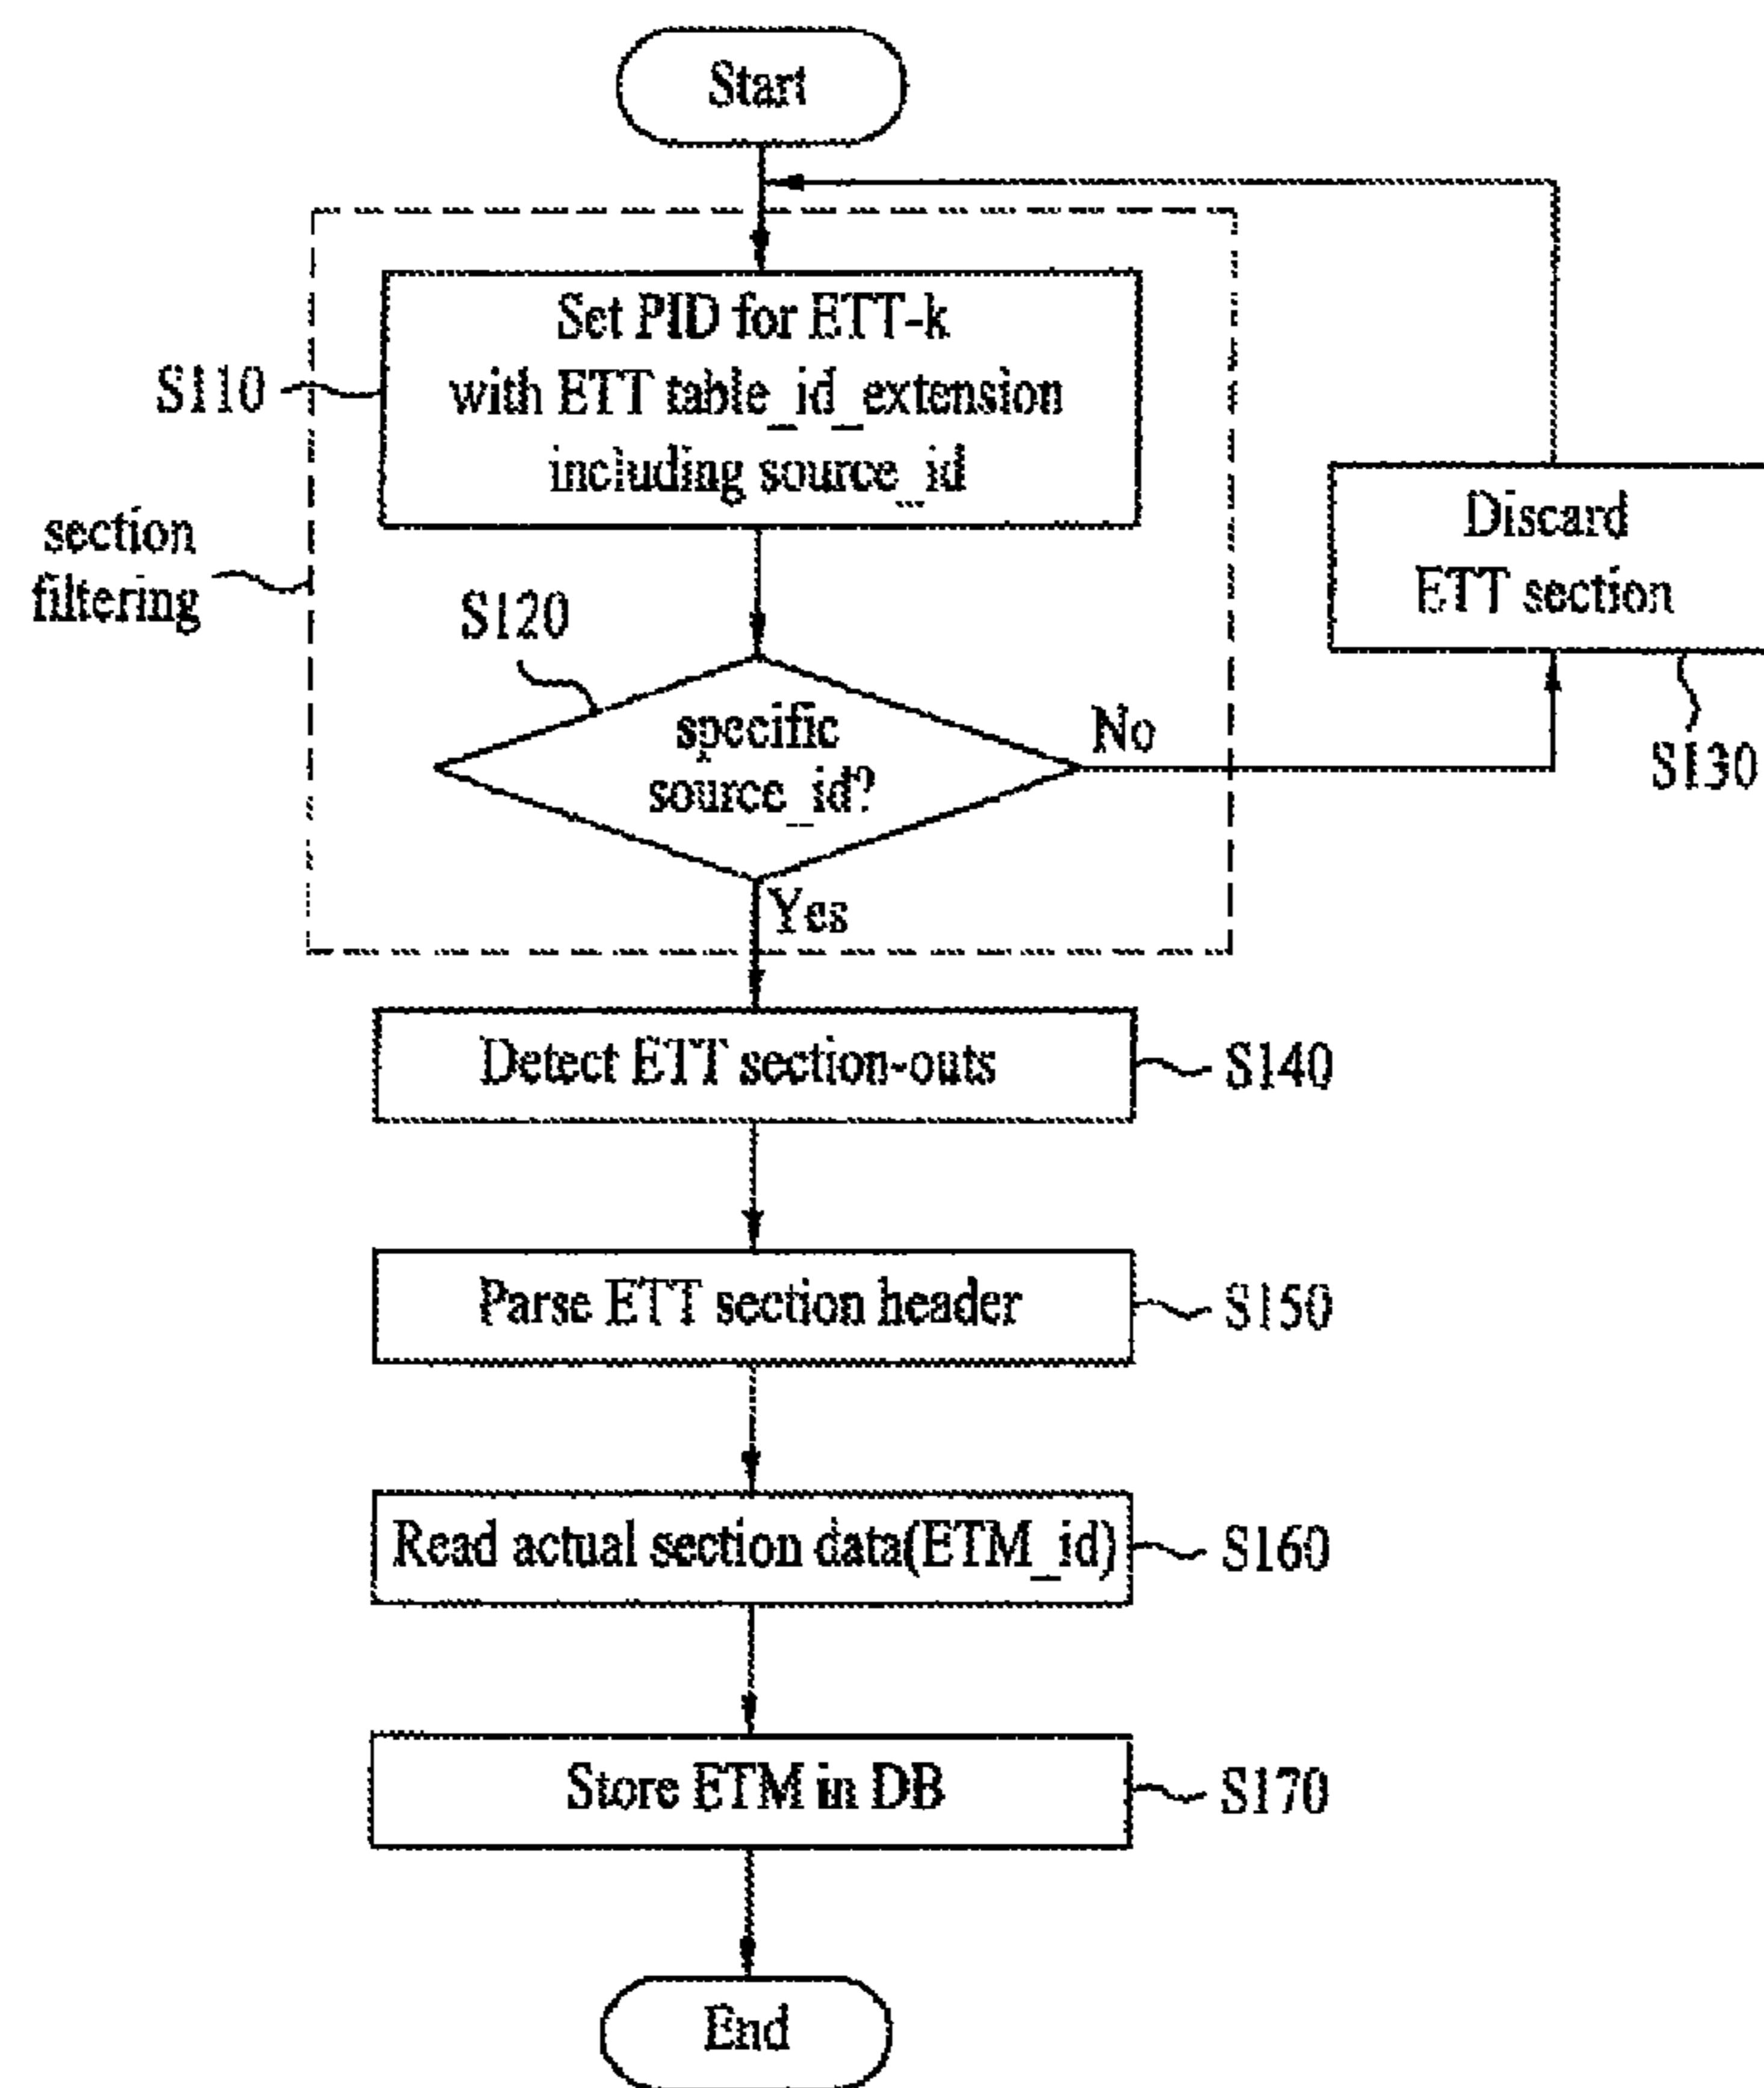 Start
Set PID for ETT-k
with ETT table_id_extension
including source_id
S110
section
filtering
Discard
ETT section
S120
specific
source_id?
No
S130
Yes
Detect ETT section-outs
S140
Parse ETT section header
S150
Read actual section data(ETM_id)
S160
Store ETM in DB
S170
End